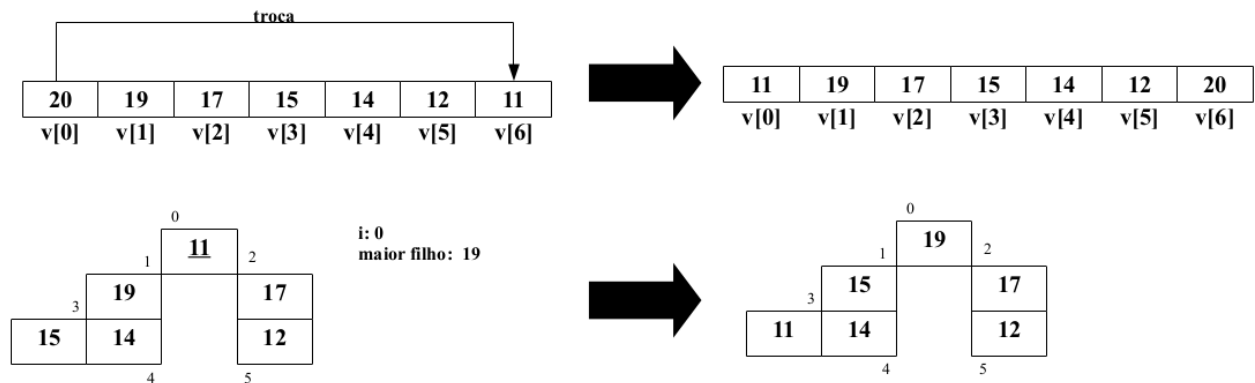 troca
20 19 17 15 14 12 11
v[0] v[1] v[2] v[3] v[4] v[5] v[6]
11 19 17 15 14 12 20
v[0] v[1] v[2] v[3] v[4] v[5] v[6]
0
11
1 2
19 17
3
15 14 12
4 5
i: 0
maior filho: 19
0
19
1 2
15 17
3
11 14 12
4 5